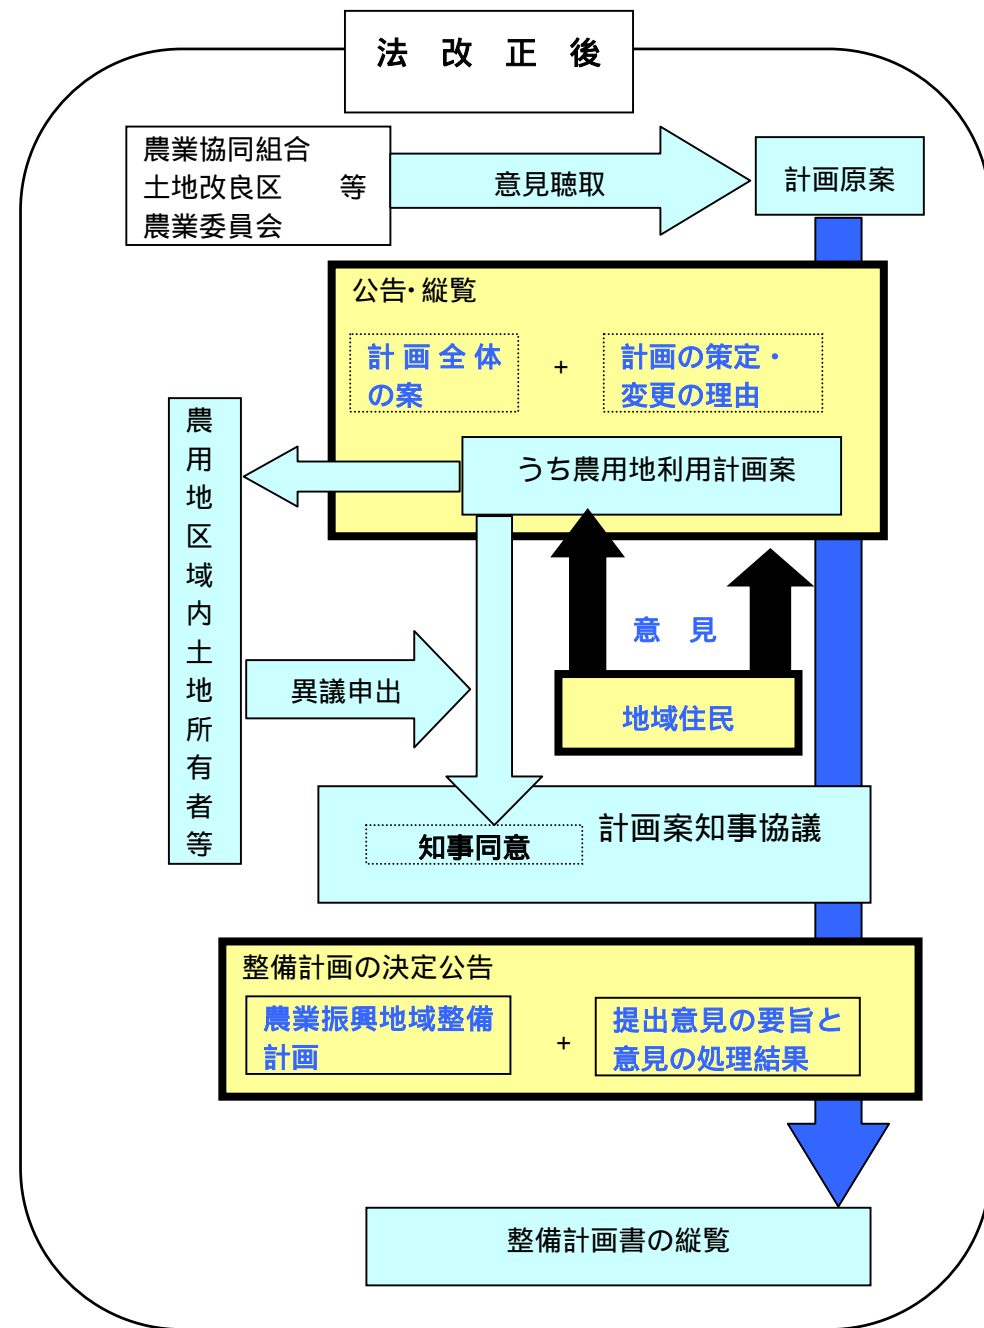 法　改　正　後
農業協同組合
土地改良区　　等
農業委員会
意見聴取
計画原案
公告・縦覧
計画全体
の案
+
計画の策定・
変更の理由
うち農用地利用計画案
農用地区域内土地所有者等
意　見
異議申出
地域住民
計画案知事協議
知事同意
整備計画の決定公告
農業振興地域整備
計画
+
提出意見の要旨と
意見の処理結果
整備計画書の縦覧